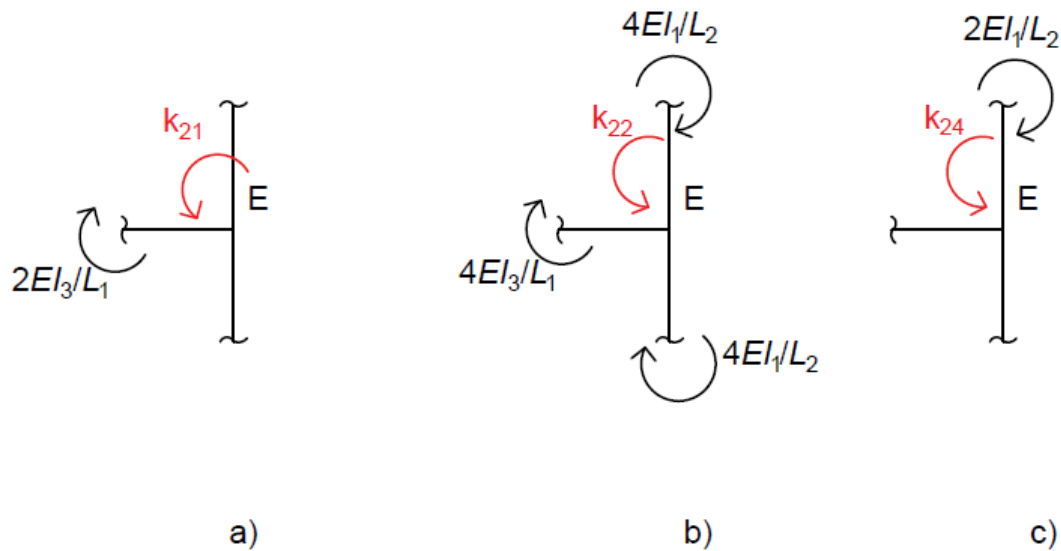 k₂₁
E
2EI₃/L₁
a)
4EI₁/L₂
k₂₂
E
4EI₃/L₁
4EI₁/L₂
b)
2EI₁/L₂
k₂₄
E
c)